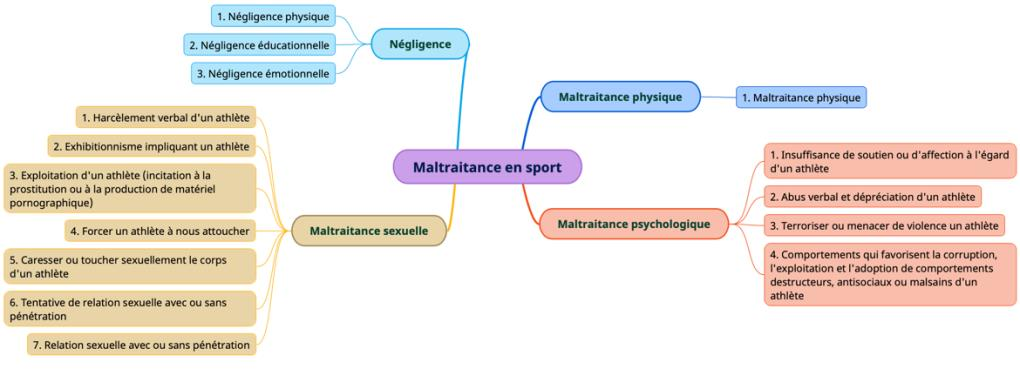 Maltraitance en sport
Négligence
1. Négligence physique
2. Négligence éducationnelle
3. Négligence émotionnelle
Maltraitance physique
1. Maltraitance physique
Maltraitance psychologique
1. Insuffisance de soutien ou d'affection à l'égard
d'un athlète
2. Abus verbal et dépréciation d'un athlète
3. Terroriser ou menacer de violence un athlète
4. Comportements qui favorisent la corruption,
l'exploitation et l'adoption de comportements
destructeurs, antisociaux ou malsains d'un
athlète
Maltraitance sexuelle
1. Harcèlement verbal d'un athlète
2. Exhibitionnisme impliquant un athlète
3. Exploitation d'un athlète (incitation à la
prostitution ou à la production de matériel
pornographique)
4. Forcer un athlète à nous attoucher
5. Caresser ou toucher sexuellement le corps
d'un athlète
6. Tentative de relation sexuelle avec ou sans
pénétration
7. Relation sexuelle avec ou sans pénétration